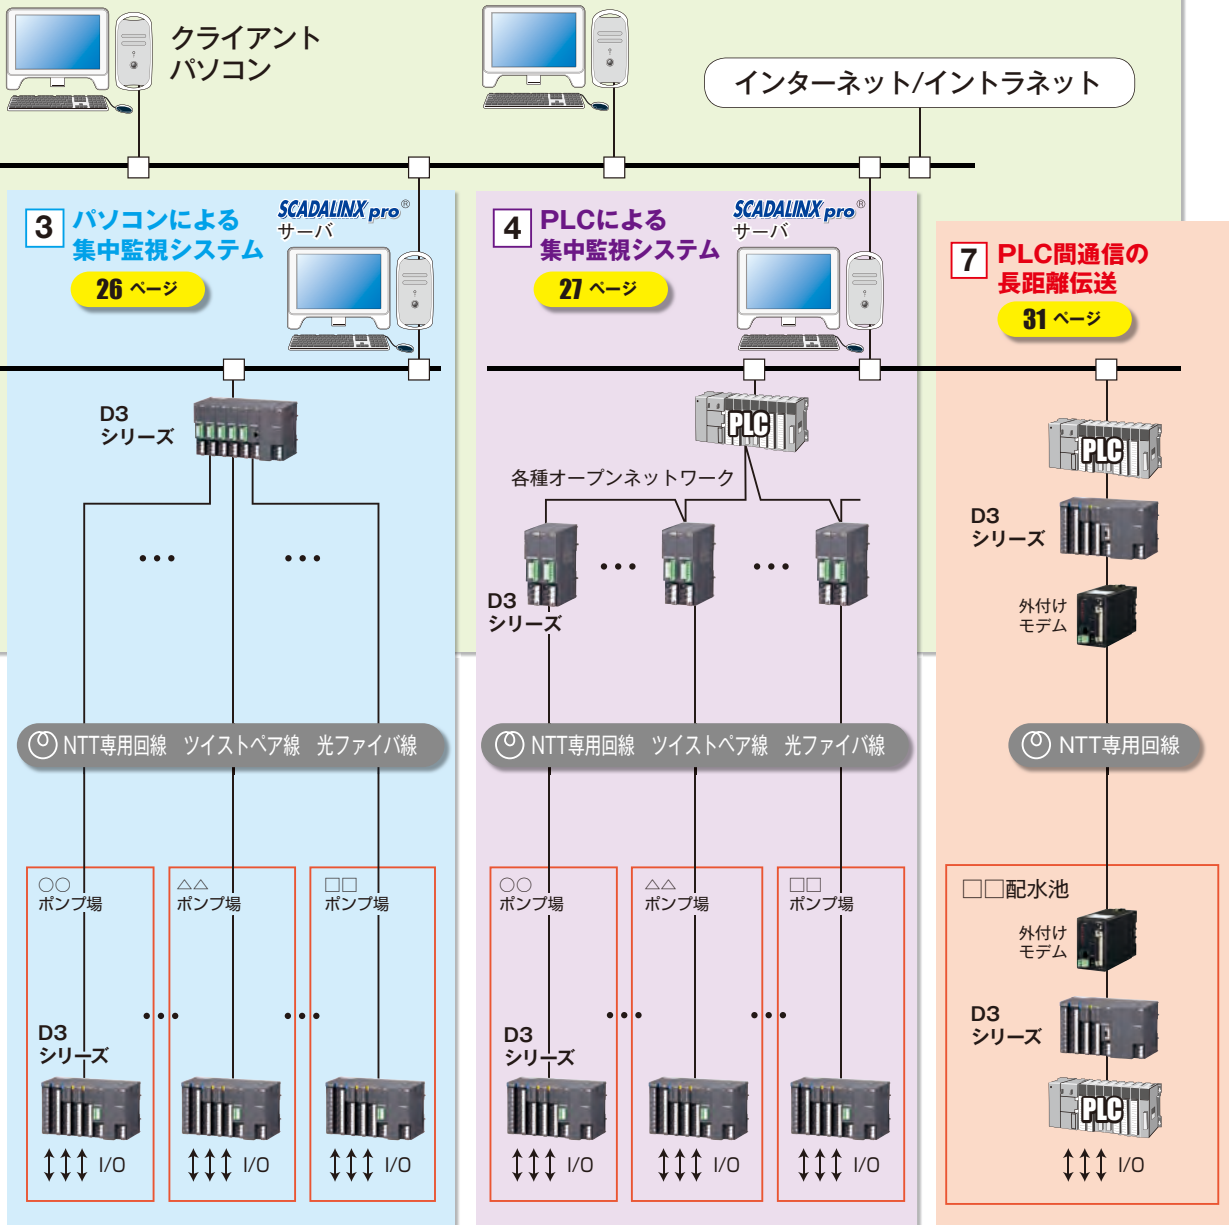 クライアント
パソコン
インターネット/イントラネット
3 パソコンによる
集中監視システム
26 ページ
SCADALINX pro®
サーバ
D3
シリーズ
NTT専用回線 ツイストペア線 光ファイバ線
○○
ポンプ場
△△
ポンプ場
□□
ポンプ場
D3
シリーズ
I/O
I/O
I/O
4 PLCによる
集中監視システム
27 ページ
SCADALINX pro®
サーバ
PLC
各種オープンネットワーク
D3
シリーズ
NTT専用回線 ツイストペア線 光ファイバ線
○○
ポンプ場
△△
ポンプ場
□□
ポンプ場
D3
シリーズ
I/O
I/O
I/O
7 PLC間通信の
長距離伝送
31 ページ
PLC
D3
シリーズ
外付け
モデム
NTT専用回線
□□配水池
外付け
モデム
D3
シリーズ
PLC
I/O